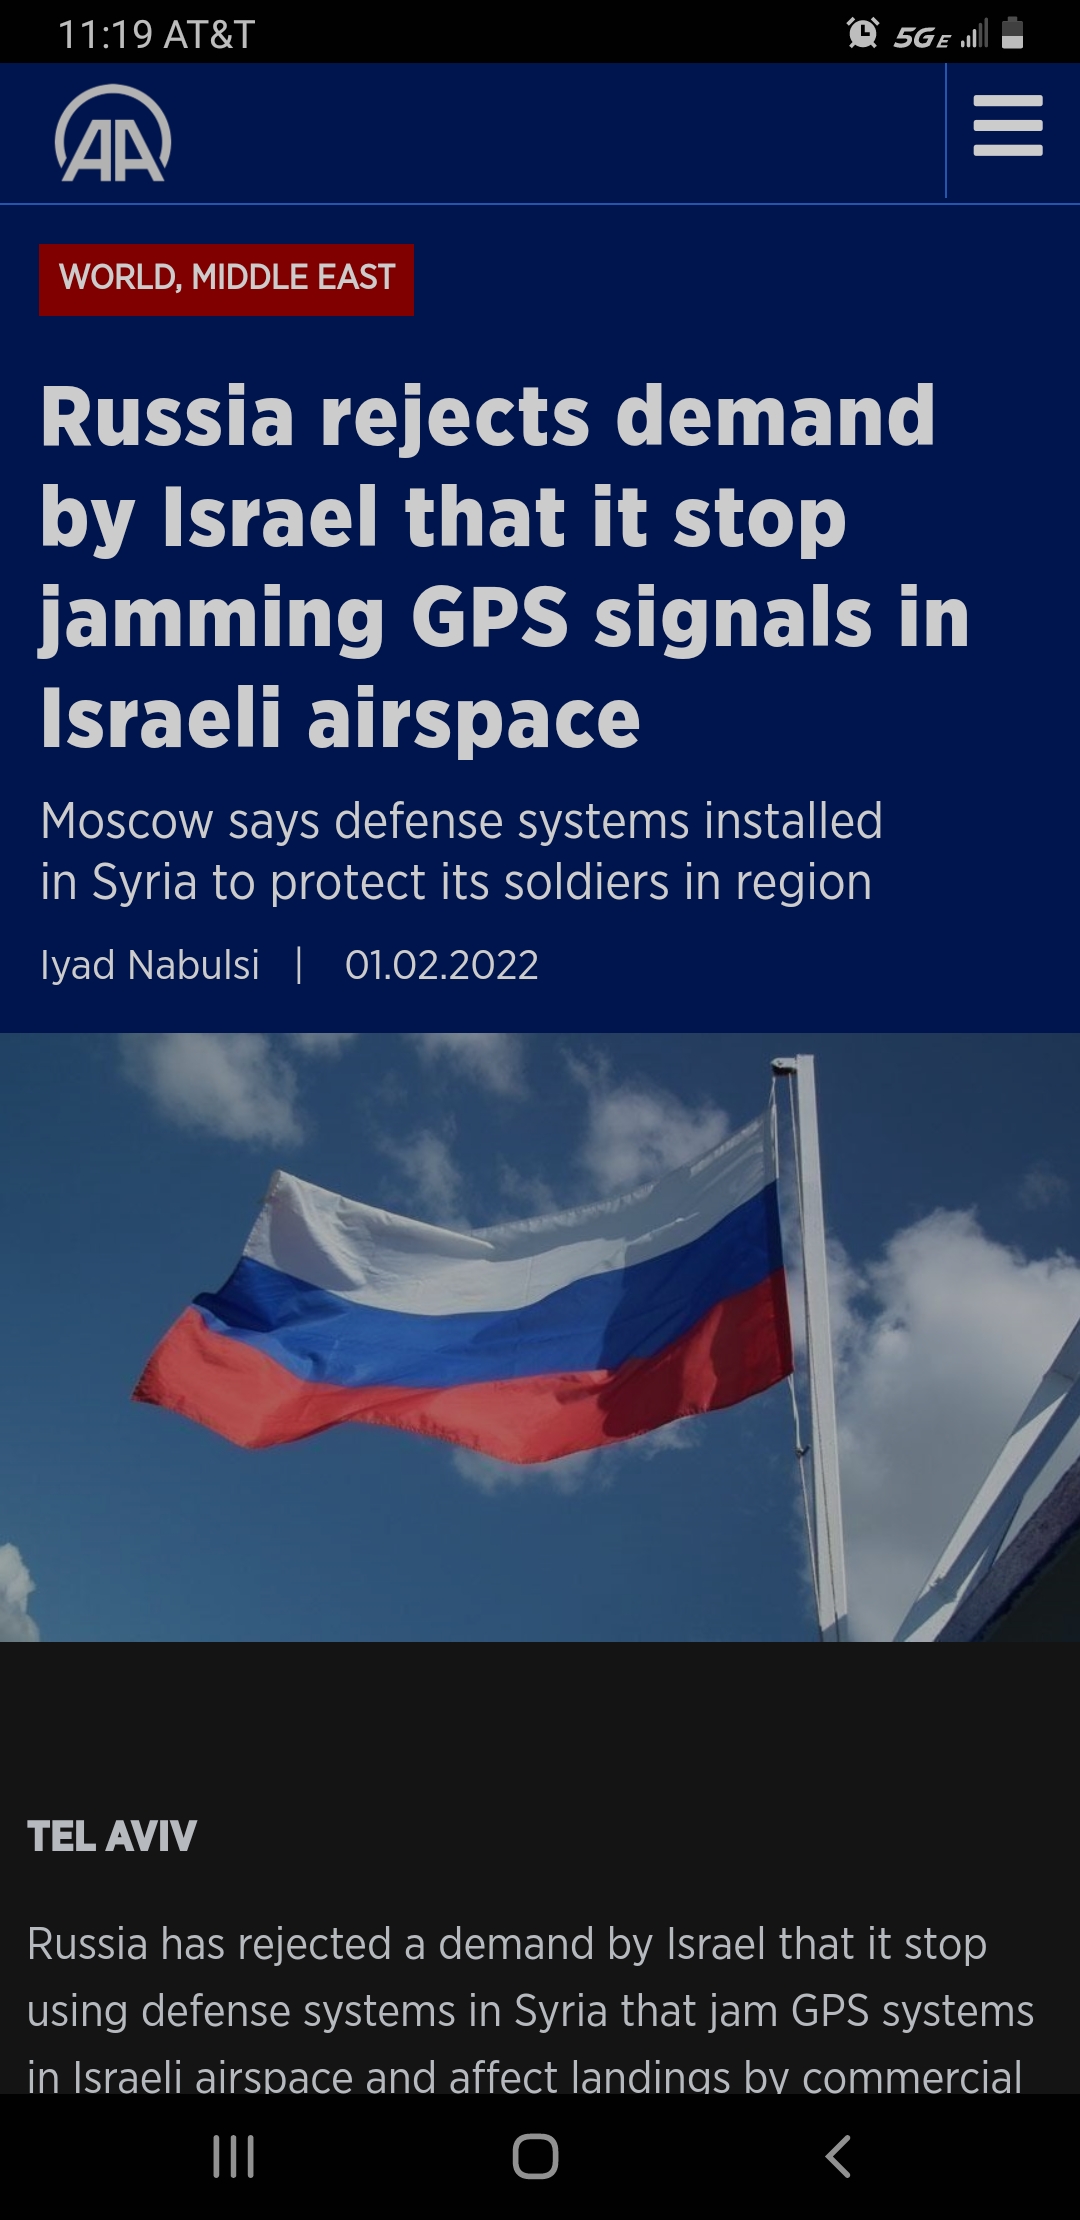 11:19 AT&T
5G E
AA
WORLD, MIDDLE EAST
Russia rejects demand
by Israel that it stop
jamming GPS signals in
Israeli airspace
Moscow says defense systems installed
in Syria to protect its soldiers in region
Iyad Nabulsi | 01.02.2022
TEL AVIV
Russia has rejected a demand by Israel that it stop
using defense systems in Syria that jam GPS systems
in Israeli airspace and affect landings by commercial